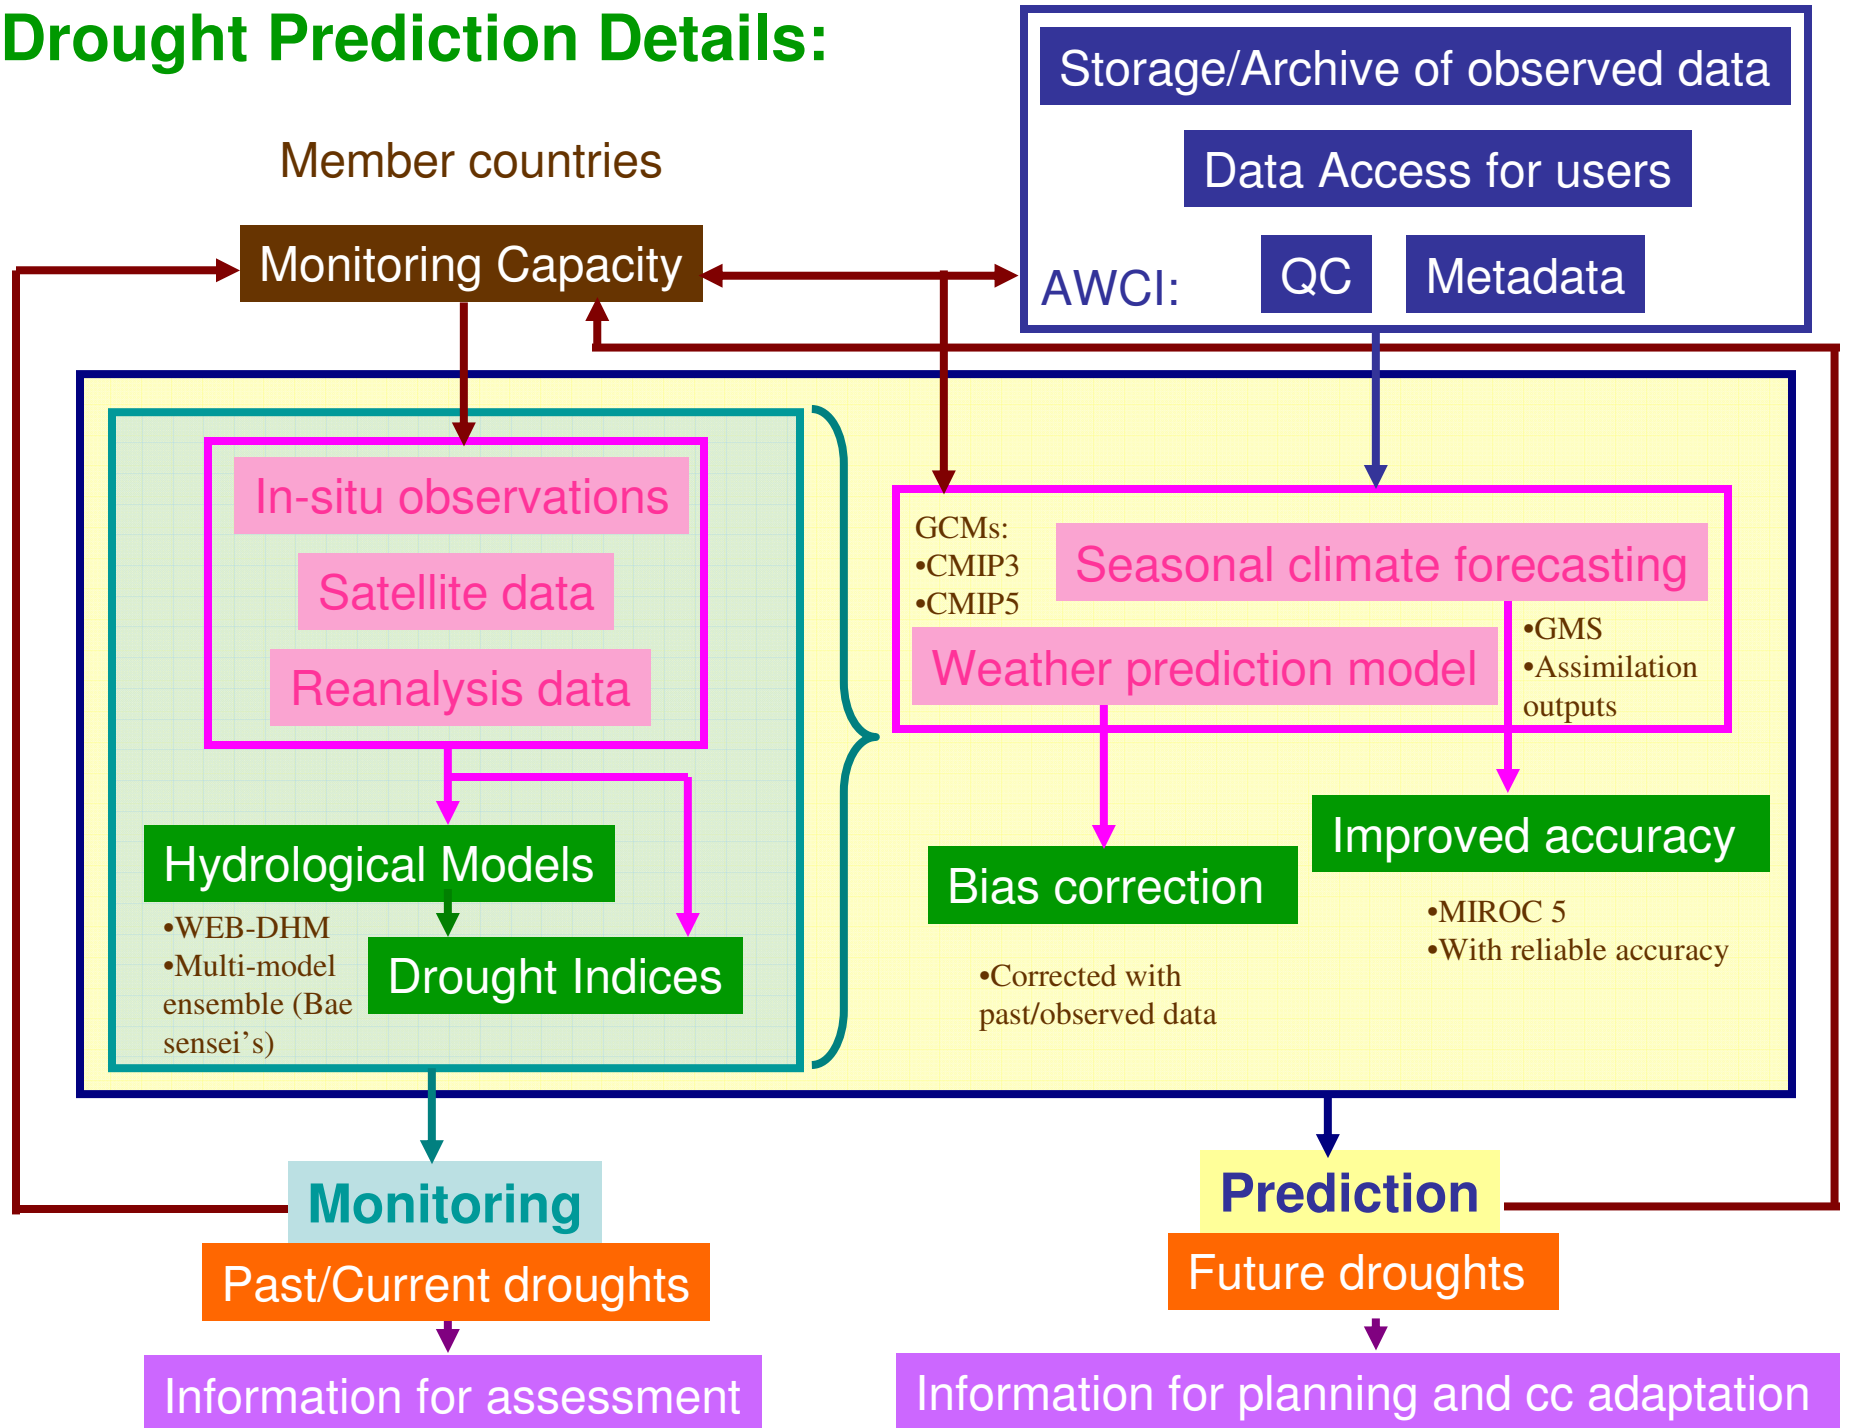 Drought Prediction Details:
Storage/Archive of observed data
Data Access for users
QC
Metadata
AWCI:
Member countries
Monitoring Capacity
In-situ observations
Satellite data
Reanalysis data
Hydrological Models
•WEB-DHM
•Multi-model
ensemble (Bae
sensei's)
Drought Indices
GCMs:
•CMIP3
•CMIP5
Seasonal climate forecasting
Weather prediction model
•GMS
•Assimilation
outputs
Bias correction
•Corrected with
past/observed data
Improved accuracy
•MIROC 5
•With reliable accuracy
Monitoring
Past/Current droughts
Information for assessment
Prediction
Future droughts
Information for planning and cc adaptation